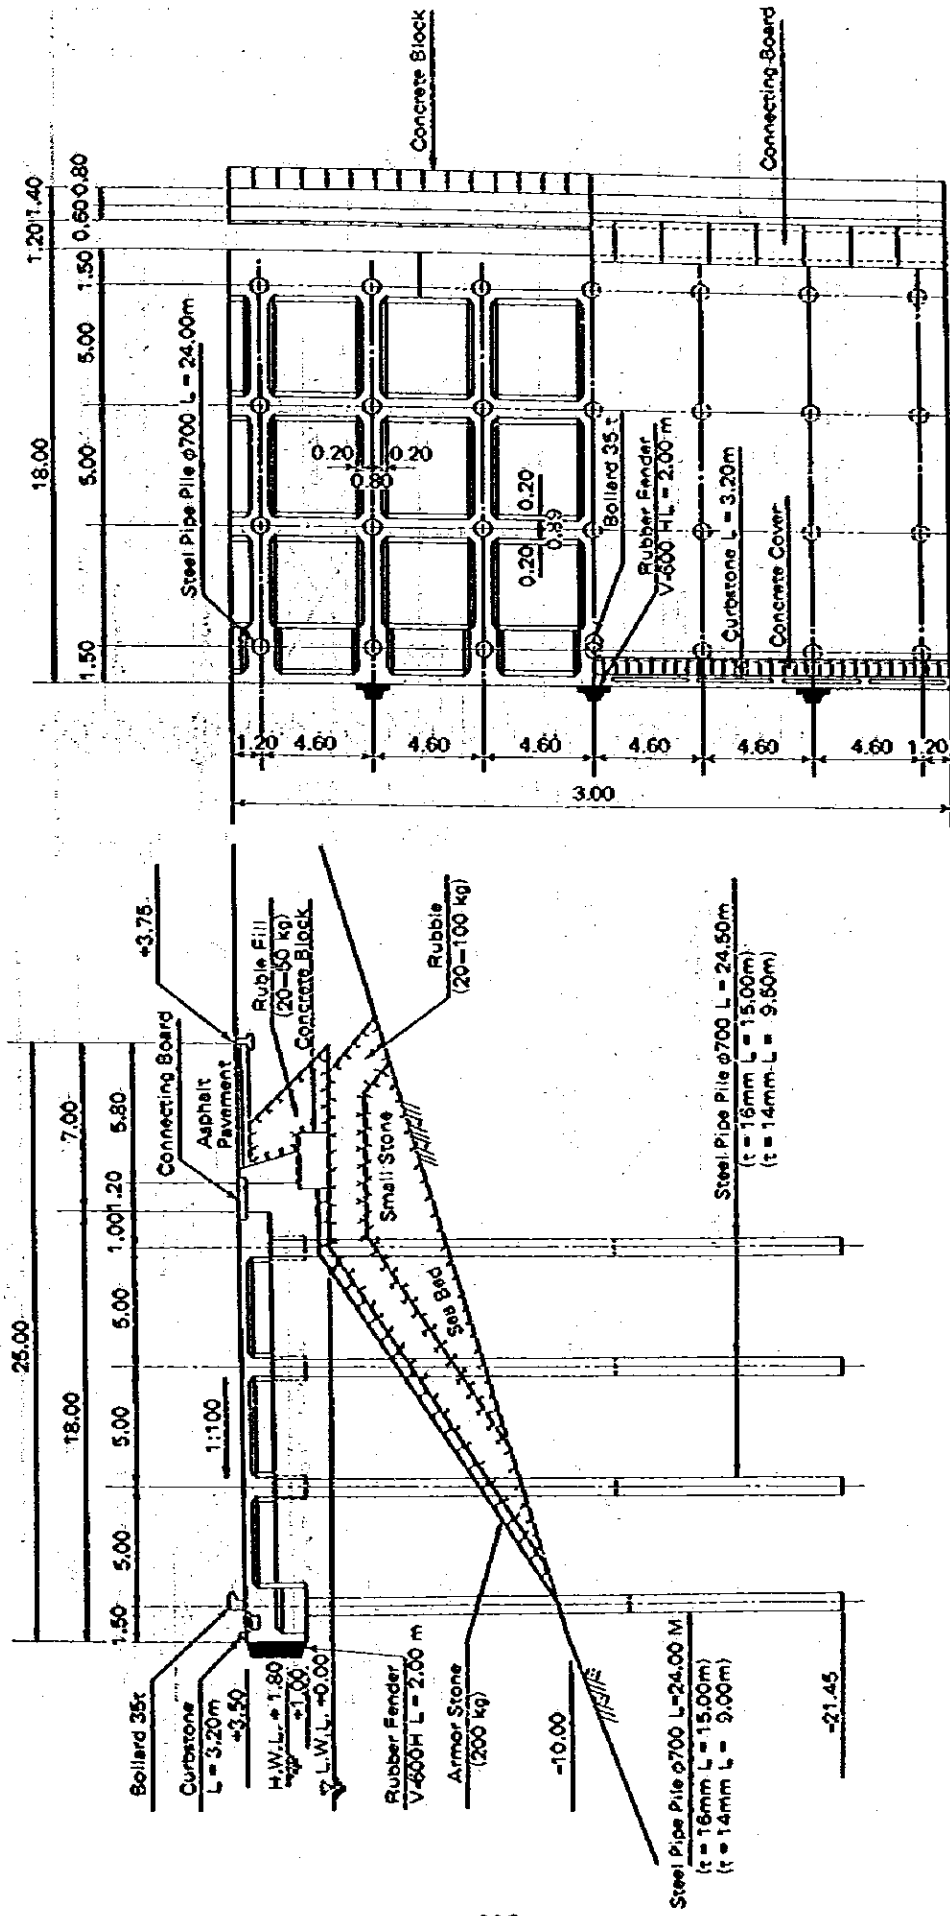 25.00
18.00
7.00
1.50
5.00
5.00
5.00
1.00
1.20
5.80
Bollard 35t
Curbstone
L = 3.20m
+3.50
H.W.L. + 1.80
+1.00
L.W.L. +0.00
Rubber Fender
V-600H L = 2.00 m
Armor Stone
(200 kg)
-10.00
Steel Pipe Pile φ700 L=24.00 M
(t = 16mm L = 15.00m)
(t = 14mm L = 9.00m)
-21.45
1:100
Connecting Board
Asphalt
Pavement
+3.75
Ruble Fill
(20-50 kg)
Concrete Block
Rubble
(20-100 kg)
Small Stone
Sea Bed
Steel Pipe Pile φ700 L = 24.50m
(t = 16mm L = 15.00m)
(t = 14mm L = 9.50m)
18.00
1.20
1.40
1.50
5.00
5.00
1.50
0.60
0.80
Steel Pipe Pile φ700 L = 24.00m
0.20
0.20
0.80
0.20
0.20
Bollard 35 t
Rubber Fender
V-600 H L = 2.00 m
Curbstone L = 3.20m
Concrete Cover
Concrete Block
Connecting Board
1.20
4.60
4.60
4.60
4.60
4.60
4.60
1.20
3.00